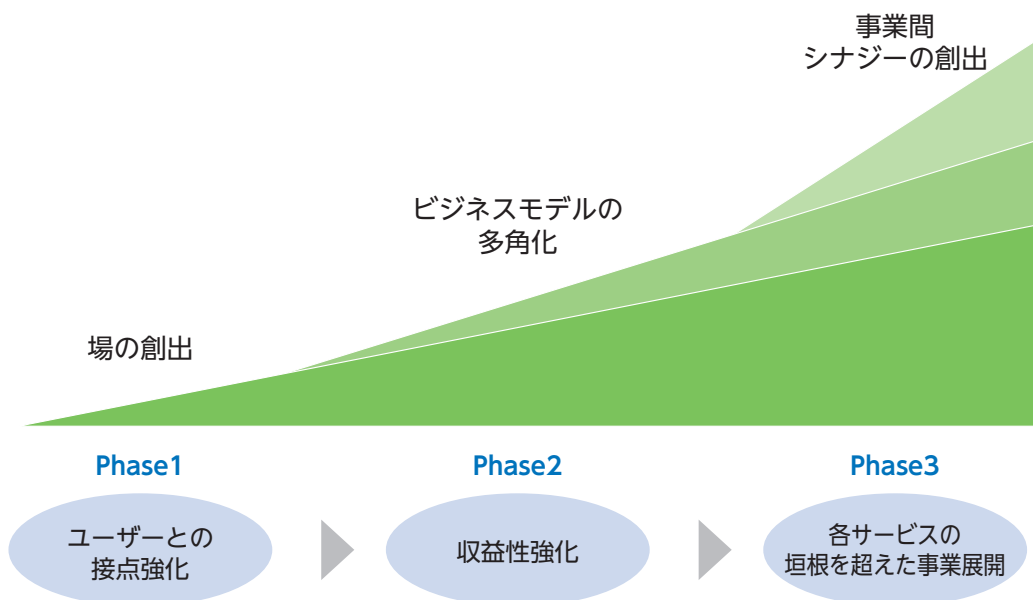 事業間
シナジーの創出
ビジネスモデルの
多角化
場の創出
Phase1
Phase2
Phase3
ユーザーとの
接点強化
収益性強化
各サービスの
垣根を超えた事業展開